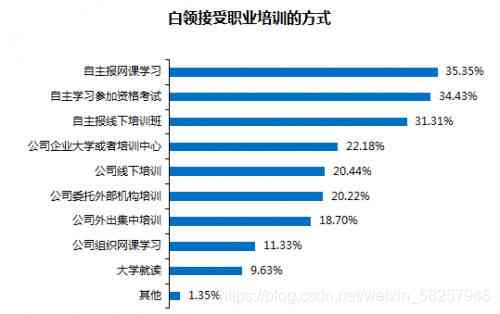 白领接受职业培训的方式
自主报网课学习 35.35%
自主学习参加资格考试 34.43%
自主报线下培训班 31.31%
公司企业大学或者培训中心 22.18%
公司线下培训 20.44%
公司委托外部机构培训 20.22%
公司外出集中培训 18.70%
公司组织网课学习 11.33%
大学就读 9.63%
其他 1.35%
https://blog.csdn.net/weixin_58257948